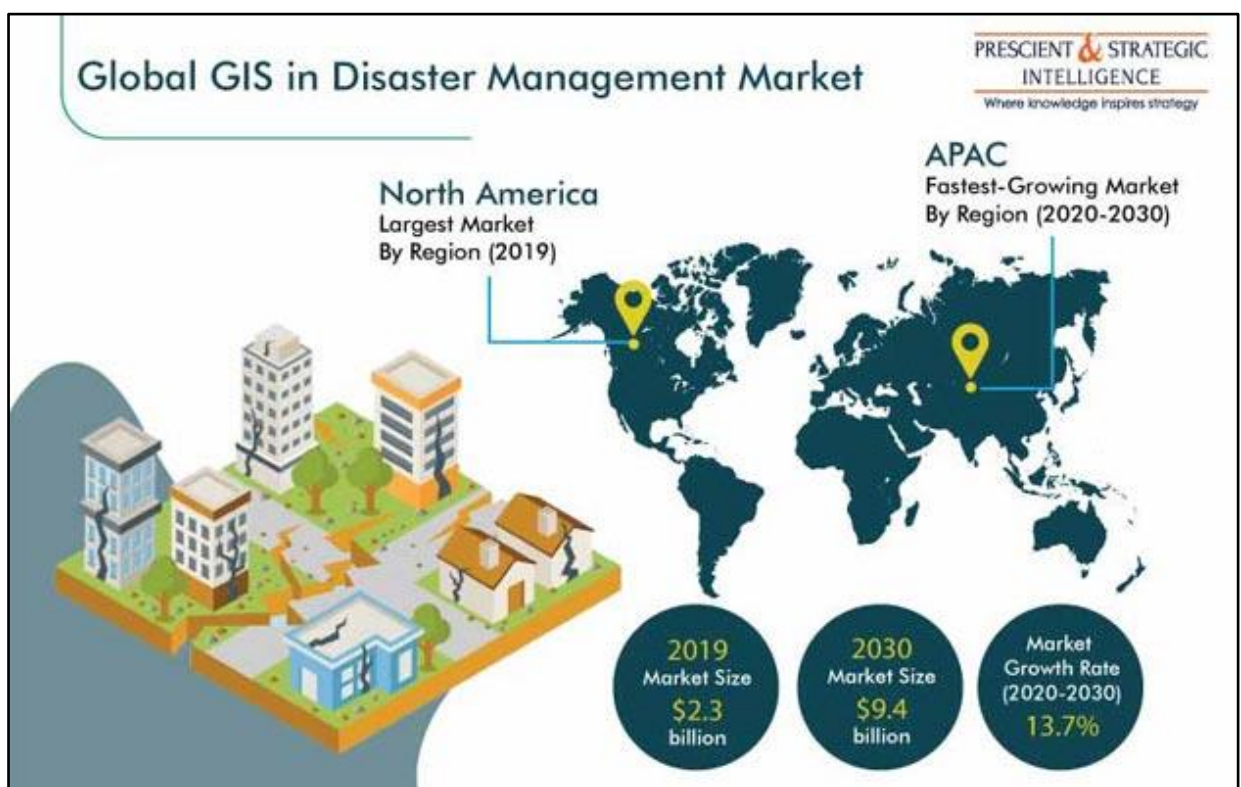 Global GIS in Disaster Management Market
PRESCIENT & STRATEGIC
INTELLIGENCE
Where knowledge inspires strategy
North America
Largest Market
By Region (2019)
APAC
Fastest-Growing Market
By Region (2020-2030)
2019
Market Size
$2.3
billion
2030
Market Size
$9.4
billion
Market
Growth Rate
(2020-2030)
13.7%